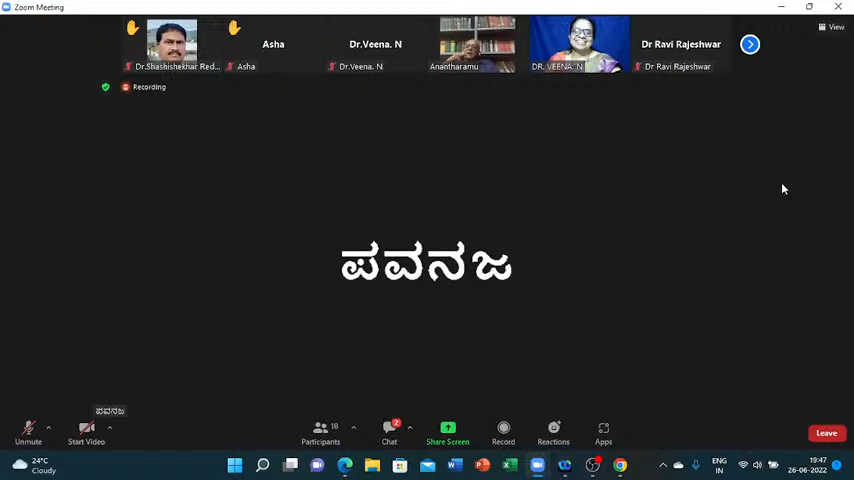 Zoom Meeting
View
Asha
Dr.Veena. N
Dr Ravi Rajeshwar
Dr.Shashishekhar Red...
Asha
Dr.Veena. N
Anantharamu
DR. VEENA. N
Dr Ravi Rajeshwar
Recording
ಪವನಜ
ಪವನಜ
18
2
Unmute
Start Video
Participants
Chat
Share Screen
Record
Reactions
Apps
Leave
24°C
Cloudy
ENG
IN
19:47
26-06-2022